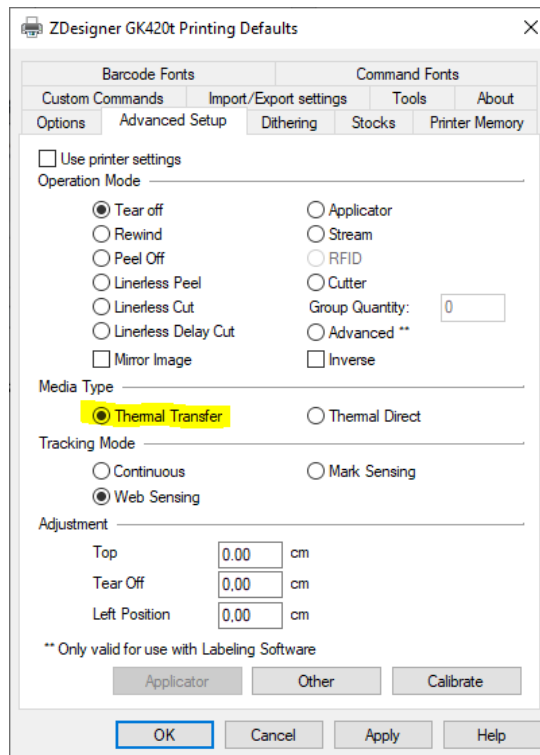 ZDesigner GK420t Printing Defaults
Barcode Fonts Command Fonts
Custom Commands Import/Export settings Tools About
Options Advanced Setup Dithering Stocks Printer Memory
Use printer settings
Operation Mode
Tear off Applicator
Rewind Stream
Peel Off RFID
Linerless Peel Cutter
Linerless Cut Group Quantity: 0
Linerless Delay Cut Advanced **
Mirror Image Inverse
Media Type
Thermal Transfer Thermal Direct
Tracking Mode
Continuous Mark Sensing
Web Sensing
Adjustment
Top 0.00 cm
Tear Off 0,00 cm
Left Position 0,00 cm
** Only valid for use with Labeling Software
Applicator Other Calibrate
OK Cancel Apply Help